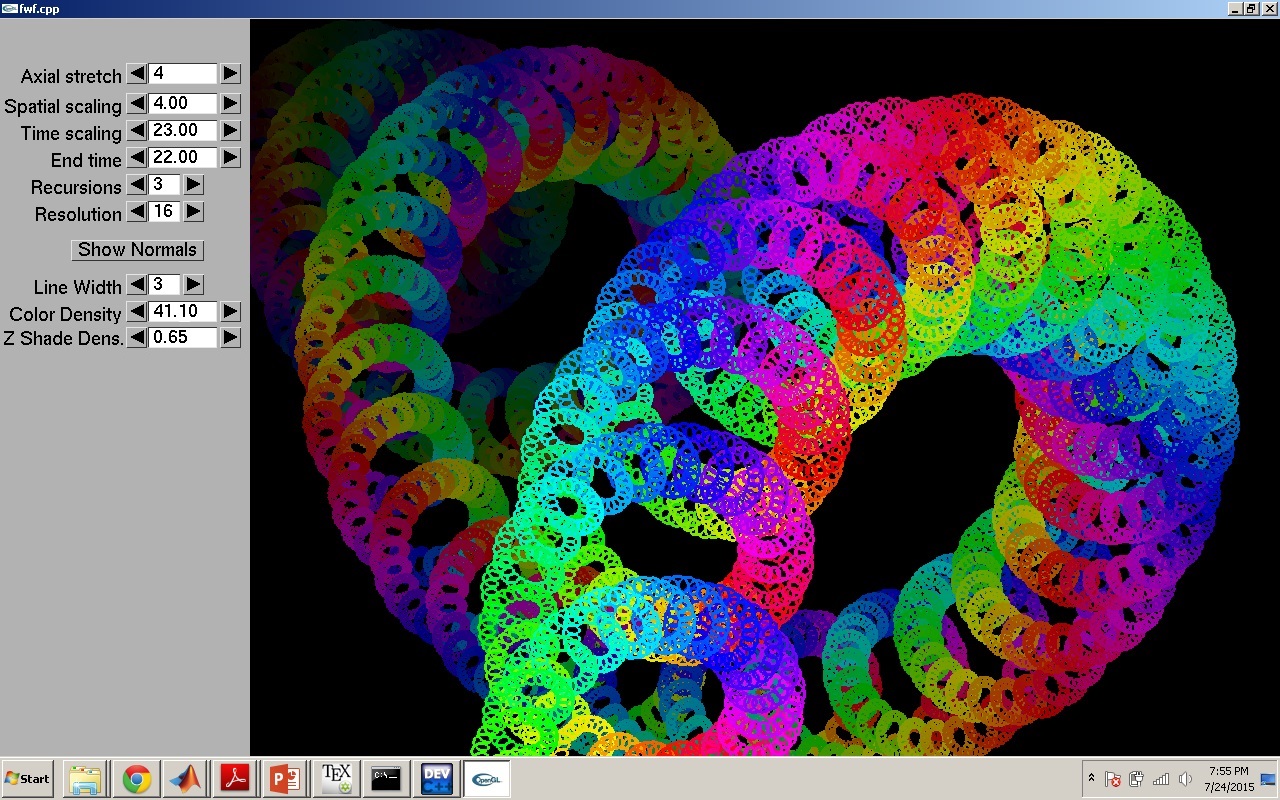 fwf.cpp
Axial stretch 4
Spatial scaling 4.00
Time scaling 23.00
End time 22.00
Recursions 3
Resolution 16
Show Normals
Line Width 3
Color Density 41.10
Z Shade Dens. 0.65
Start
TEX
C:\_
DEV
C++
OpenGL
7:55 PM
7/24/2015